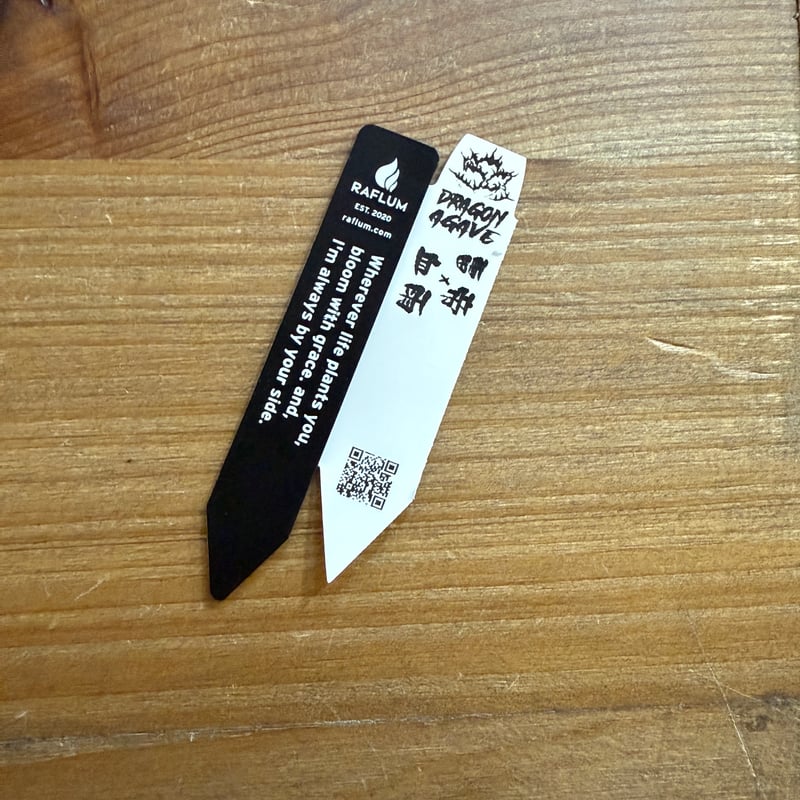 RAFLUM
EST. 2020
raflum.com
Wherever life plants you,
bloom with grace. and,
I'm always by your side.
DRAGON
AGAVE
×